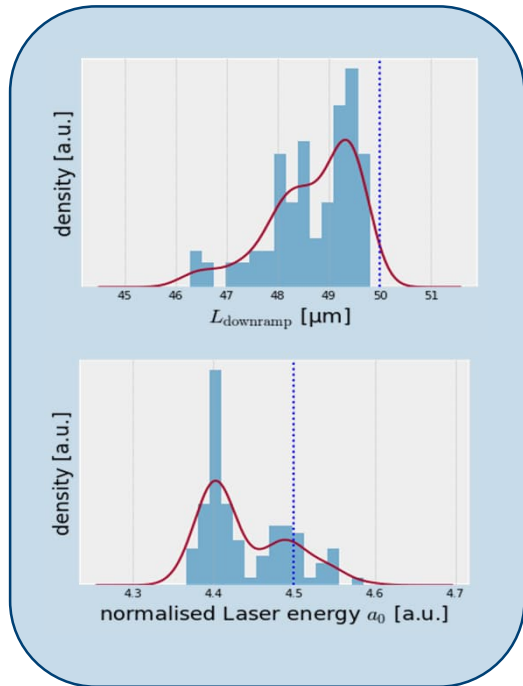 density [a.u.]
45 46 47 48 49 50 51
L_downramp [µm]
density [a.u.]
4.3 4.4 4.5 4.6 4.7
normalised Laser energy a_0 [a.u.]